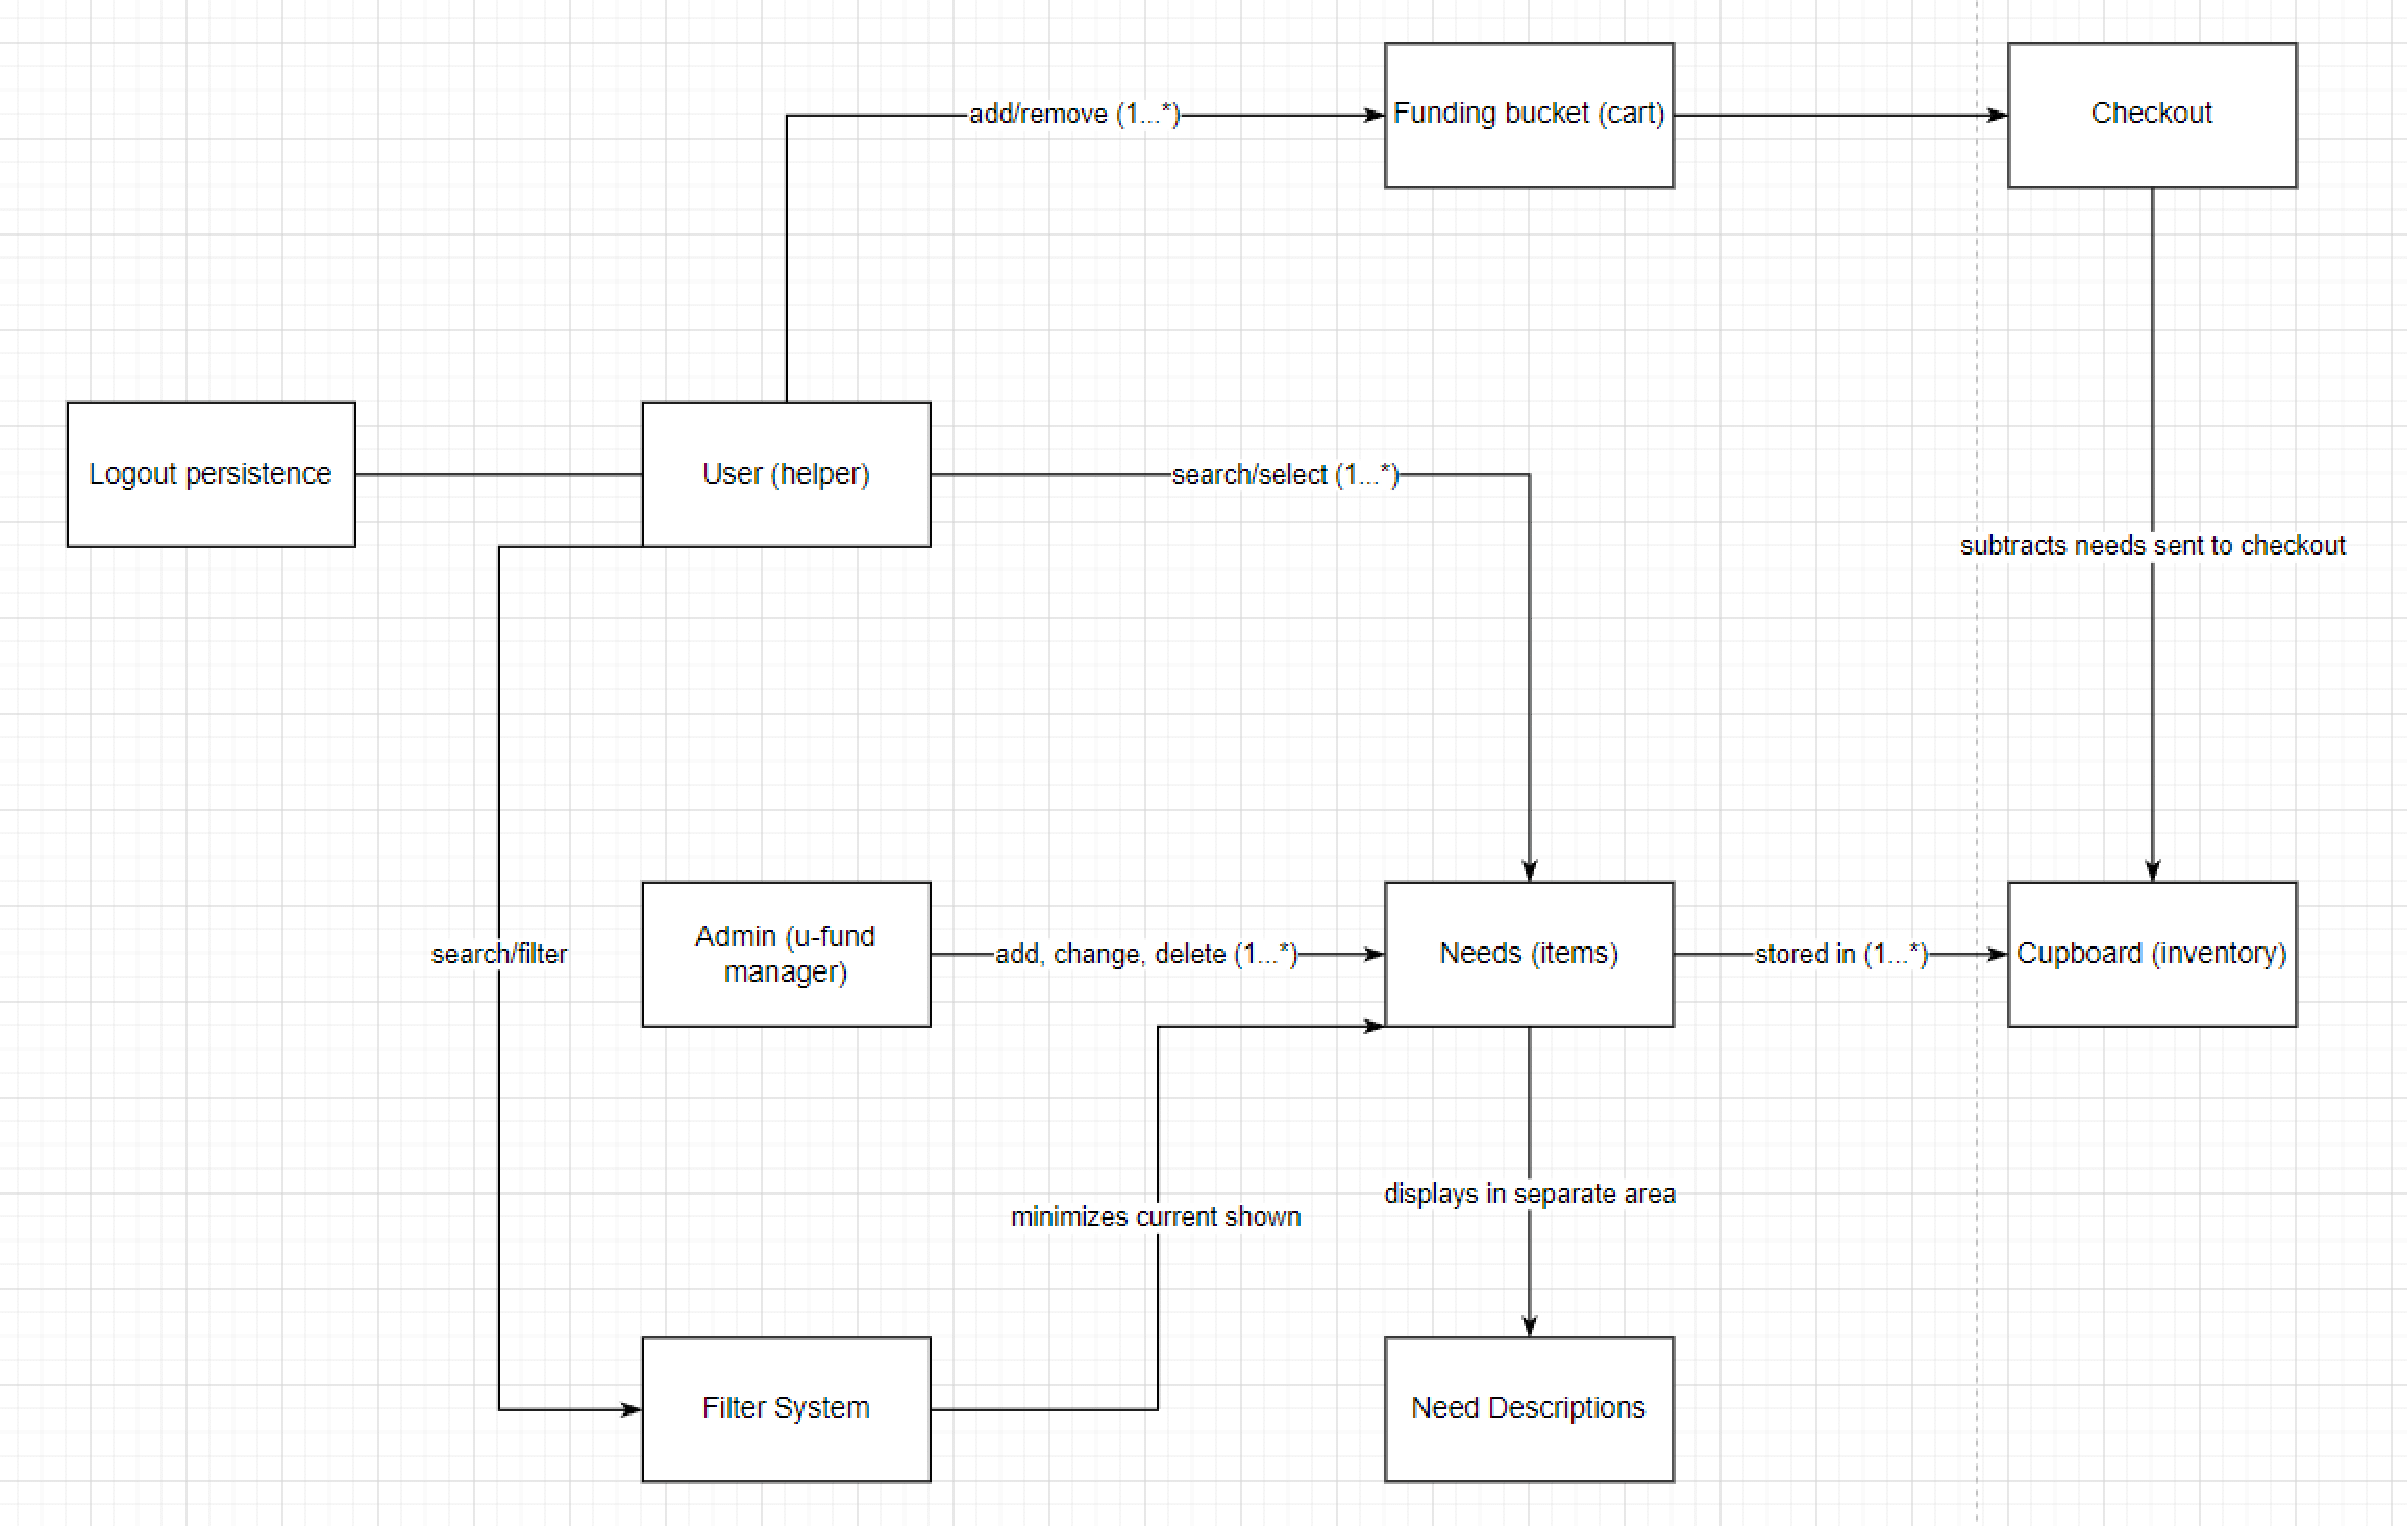 add/remove (1...*)
Funding bucket (cart)
Checkout
Logout persistence
User (helper)
search/select (1...*)
subtracts needs sent to checkout
search/filter
Admin (u-fund
manager)
add, change, delete (1...*)
Needs (items)
stored in (1...*)
Cupboard (inventory)
minimizes current shown
displays in separate area
Filter System
Need Descriptions